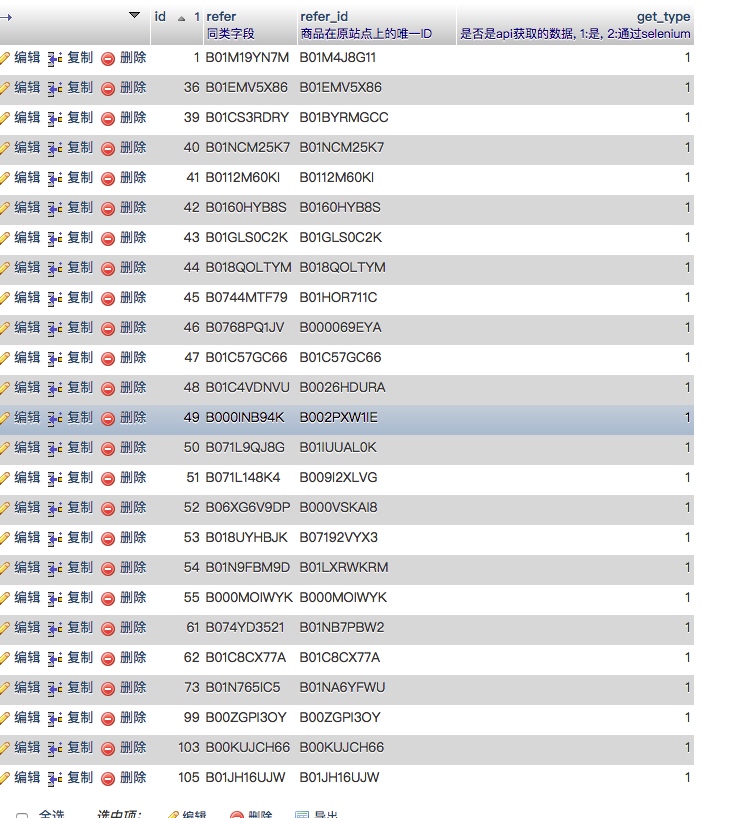 id 1 refer refer_id get_type
同类字段 商品在原站点上的唯一ID 是否是api获取的数据, 1:是, 2:通过selenium
编辑 复制 删除 1 B01M19YN7M B01M4J8G11 1
编辑 复制 删除 36 B01EMV5X86 B01EMV5X86 1
编辑 复制 删除 39 B01CS3RDRY B01BYRMGCC 1
编辑 复制 删除 40 B01NCM25K7 B01NCM25K7 1
编辑 复制 删除 41 B0112M60KI B0112M60KI 1
编辑 复制 删除 42 B0160HYB8S B0160HYB8S 1
编辑 复制 删除 43 B01GLS0C2K B01GLS0C2K 1
编辑 复制 删除 44 B018QOLTYM B018QOLTYM 1
编辑 复制 删除 45 B0744MTF79 B01HOR711C 1
编辑 复制 删除 46 B0768PQ1JV B000069EYA 1
编辑 复制 删除 47 B01C57GC66 B01C57GC66 1
编辑 复制 删除 48 B01C4VDNVU B0026HDURA 1
编辑 复制 删除 49 B000INB94K B002PXW1IE 1
编辑 复制 删除 50 B071L9QJ8G B01IUUAL0K 1
编辑 复制 删除 51 B071L148K4 B009I2XLVG 1
编辑 复制 删除 52 B06XG6V9DP B000VSKAI8 1
编辑 复制 删除 53 B018UYHBJK B07192VYX3 1
编辑 复制 删除 54 B01N9FBM9D B01LXRWKRM 1
编辑 复制 删除 55 B000MOIWYK B000MOIWYK 1
编辑 复制 删除 61 B074YD3521 B01NB7PBW2 1
编辑 复制 删除 62 B01C8CX77A B01C8CX77A 1
编辑 复制 删除 73 B01N765IC5 B01NA6YFWU 1
编辑 复制 删除 99 B00ZGPI3OY B00ZGPI3OY 1
编辑 复制 删除 103 B00KUJCH66 B00KUJCH66 1
编辑 复制 删除 105 B01JH16UJW B01JH16UJW 1
全选 选中项: 编辑 删除 导出